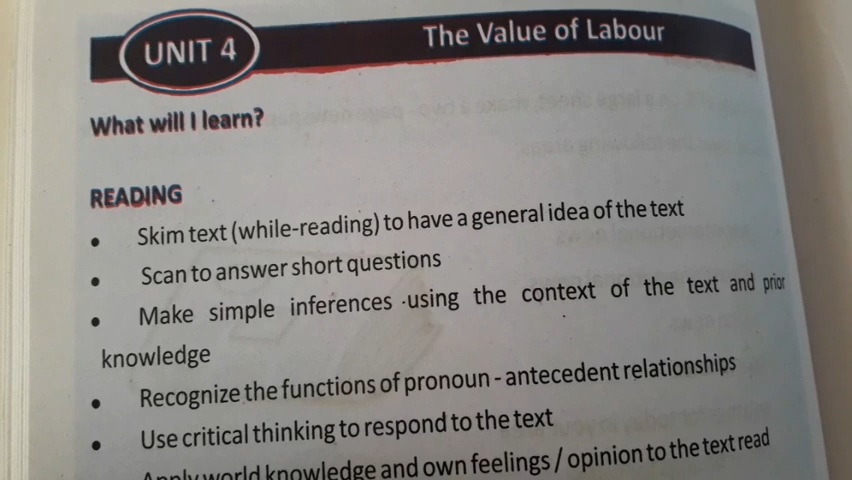 UNIT 4
The Value of Labour
What will I learn?
READING
• Skim text (while-reading) to have a general idea of the text
• Scan to answer short questions
• Make simple inferences using the context of the text and prior
knowledge
• Recognize the functions of pronoun - antecedent relationships
• Use critical thinking to respond to the text
Apply world knowledge and own feelings / opinion to the text read